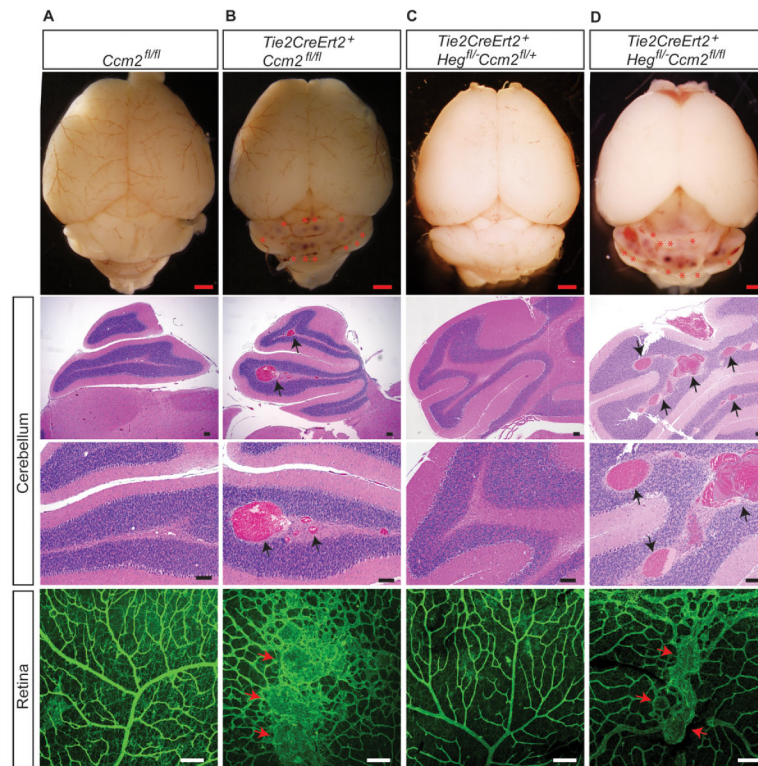 A
B
C
D
Ccm2fl/fl
Tie2CreErt2+
Ccm2fl/fl
Tie2CreErt2+
Hegfl/-Ccm2fl/+
Tie2CreErt2+
Hegfl/-Ccm2fl/fl
Cerebellum
Retina